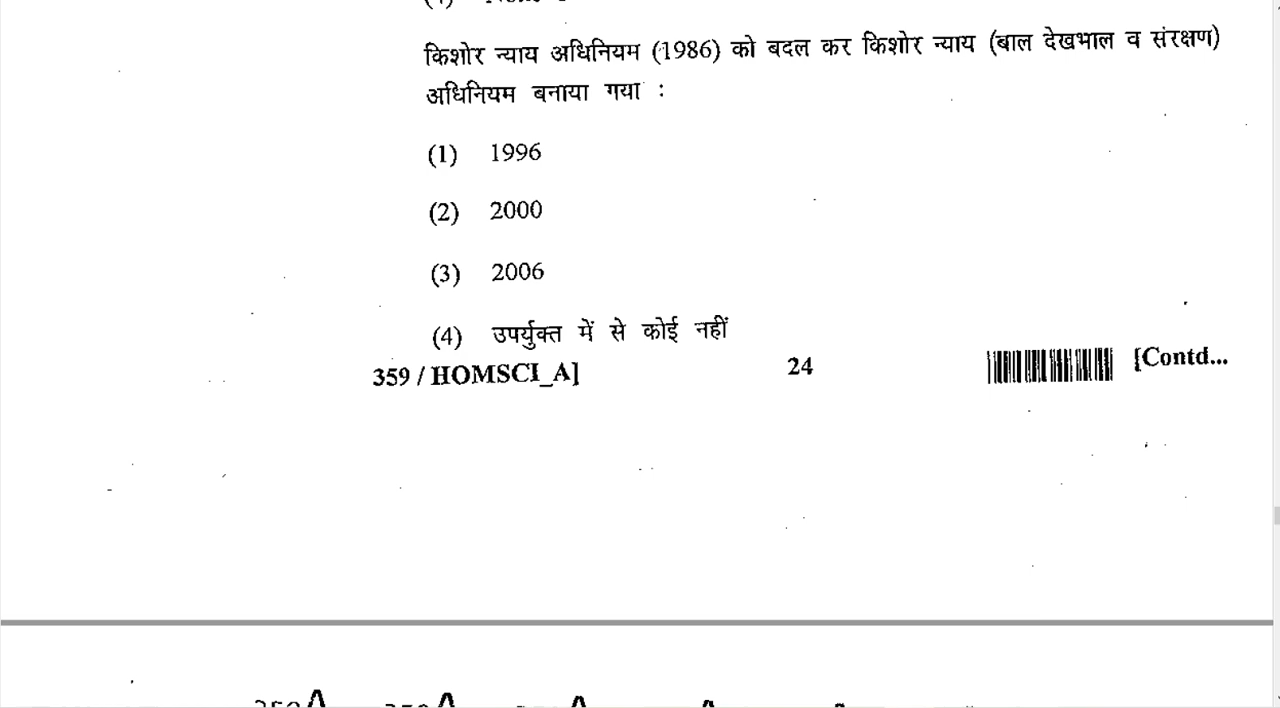 किशोर न्याय अधिनियम (1986) को बदल कर किशोर न्याय (बाल देखभाल व संरक्षण)
अधिनियम बनाया गया :
(1) 1996
(2) 2000
(3) 2006
(4) उपर्युक्त में से कोई नहीं
359 / HOMSCI_A] 24 [Contd...